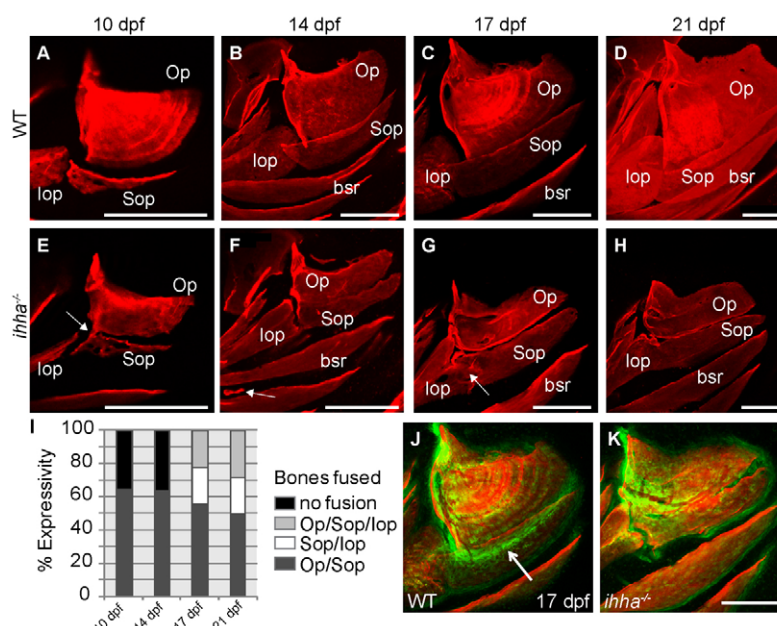 10 dpf 14 dpf 17 dpf 21 dpf
WT
A Op Iop Sop
B Op Sop Iop bsr
C Op Sop Iop bsr
D Op Iop Sop bsr
ihha-/-
E Op Iop Sop
F Op Iop Sop bsr
G Op Sop Iop bsr
H Op Sop Iop bsr
I
% Expressivity
100
80
60
40
20
0
10 dpf 14 dpf 17 dpf 21 dpf
Bones fused
no fusion
Op/Sop/Iop
Sop/Iop
Op/Sop
J WT 17 dpf
K ihha-/-